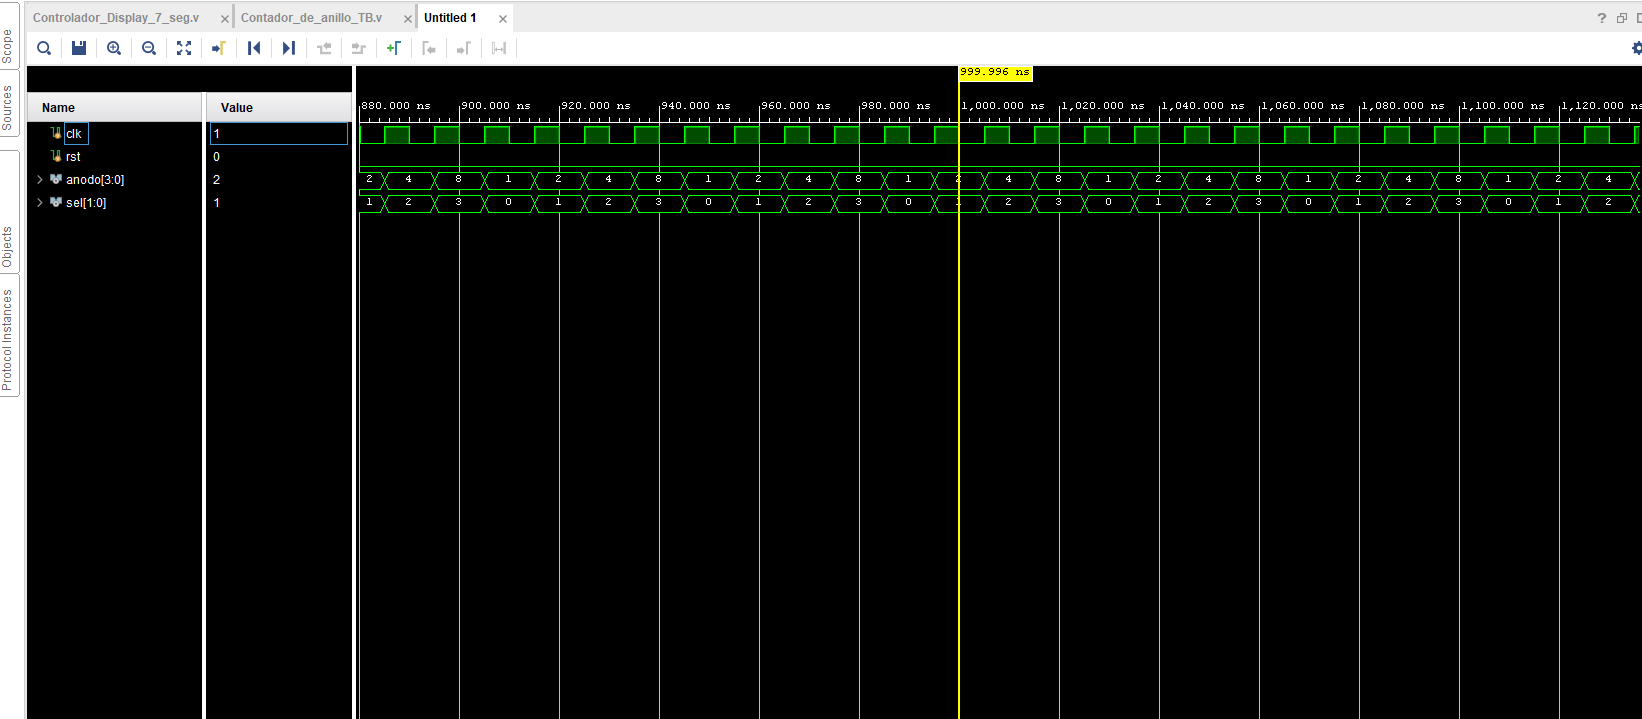 Controlador_Display_7_seg.v × Contador_de_anillo_TB.v × Untitled 1 × ?
Scope
Sources
Objects
Protocol Instances
999.996 ns
Name Value
880.000 ns 900.000 ns 920.000 ns 940.000 ns 960.000 ns 980.000 ns 1,000.000 ns 1,020.000 ns 1,040.000 ns 1,060.000 ns 1,080.000 ns 1,100.000 ns 1,120.000 ns
clk 1
rst 0
anodo[3:0] 2 2 4 8 1 2 4 8 1 2 4 8 1 2 4 8 1 2 4 8 1 2 4 8 1 2 4
sel[1:0] 1 1 2 3 0 1 2 3 0 1 2 3 0 1 2 3 0 1 2 3 0 1 2 3 0 1 2